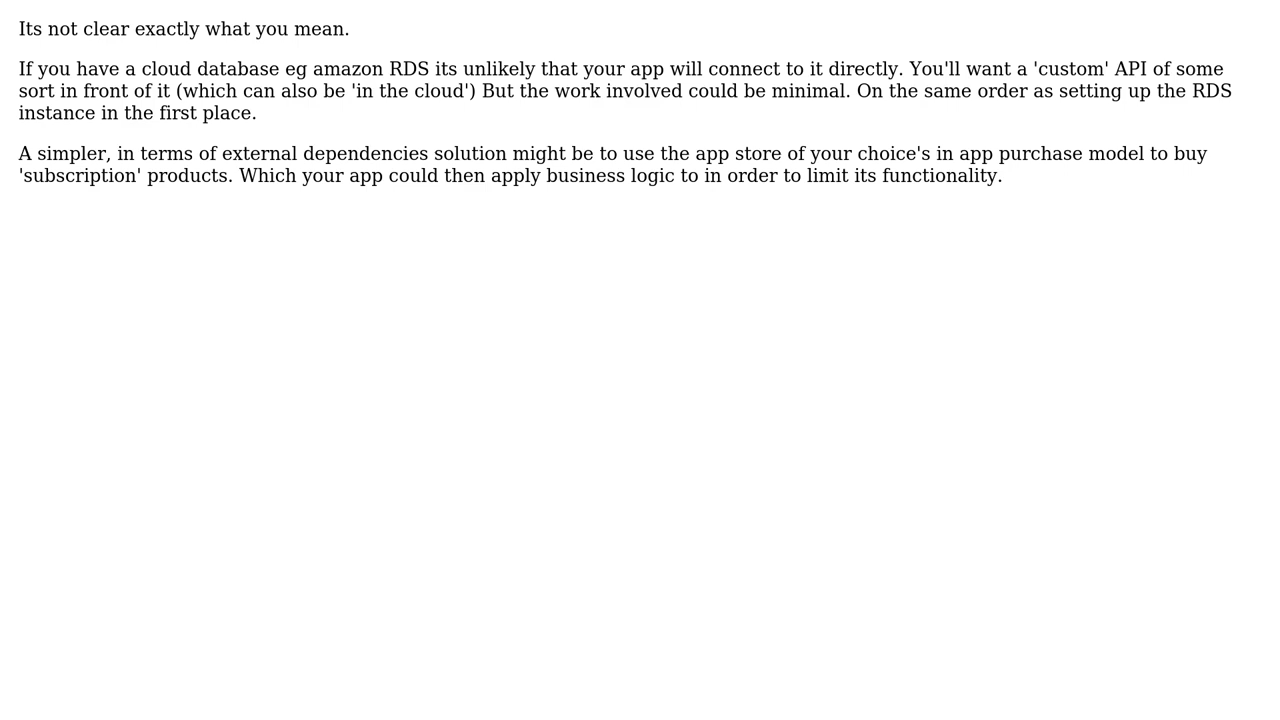 Its not clear exactly what you mean.
If you have a cloud database eg amazon RDS its unlikely that your app will connect to it directly. You'll want a 'custom' API of some
sort in front of it (which can also be 'in the cloud') But the work involved could be minimal. On the same order as setting up the RDS
instance in the first place.
A simpler, in terms of external dependencies solution might be to use the app store of your choice's in app purchase model to buy
'subscription' products. Which your app could then apply business logic to in order to limit its functionality.